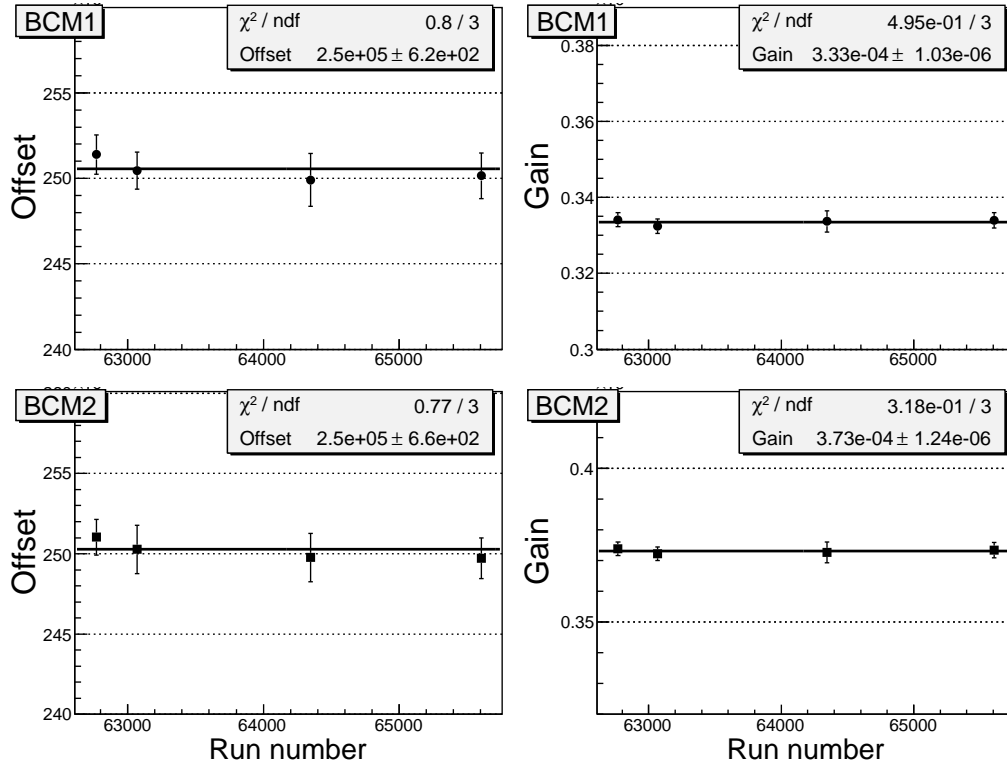 BCM1
χ² / ndf 0.8 / 3
Offset 2.5e+05 ± 6.2e+02
Offset
255
250
245
240
63000 64000 65000
BCM1
χ² / ndf 4.95e-01 / 3
Gain 3.33e-04 ± 1.03e-06
Gain
0.38
0.36
0.34
0.32
0.3
63000 64000 65000
BCM2
χ² / ndf 0.77 / 3
Offset 2.5e+05 ± 6.6e+02
Offset
255
250
245
240
63000 64000 65000
Run number
BCM2
χ² / ndf 3.18e-01 / 3
Gain 3.73e-04 ± 1.24e-06
Gain
0.4
0.35
63000 64000 65000
Run number